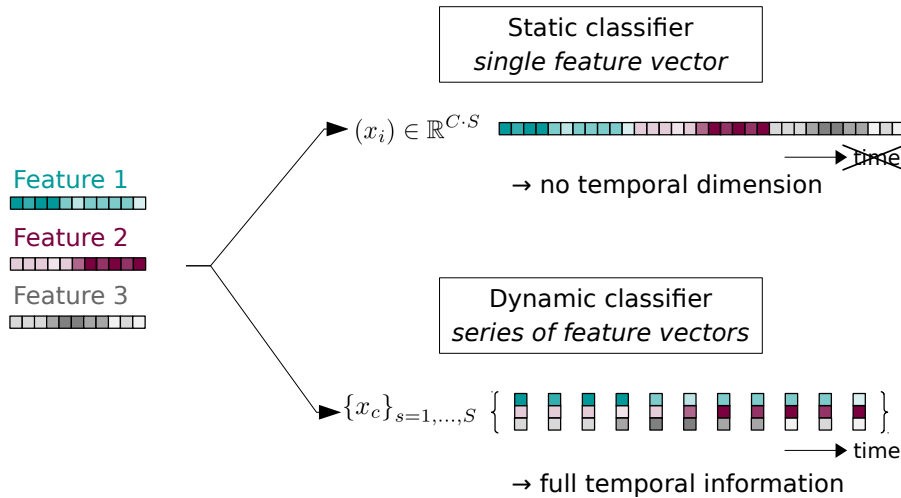 Static classifier
single feature vector
(x_i) ∈ ℝ^{C·S}
time
→ no temporal dimension
Feature 1
Feature 2
Feature 3
Dynamic classifier
series of feature vectors
{x_c}_{s=1,...,S} { }
time
→ full temporal information